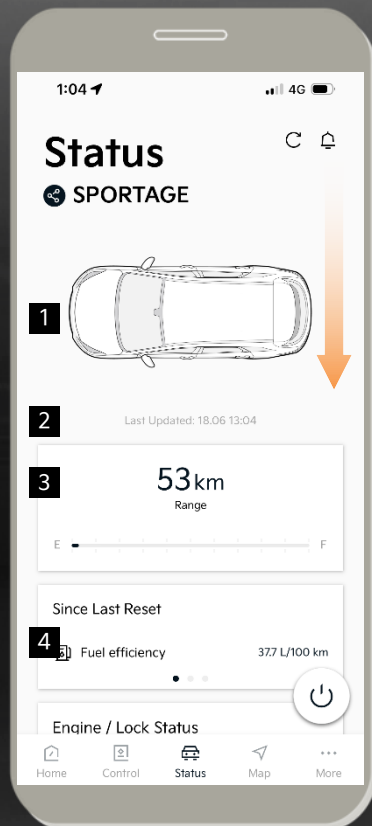 1:04 4G
Status
SPORTAGE
1
2
Last Updated: 18.06 13:04
3
53km
Range
E F
Since Last Reset
4
Fuel efficiency 37.7 L/100 km
Engine / Lock Status
Home Control Status Map More